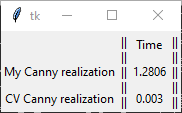 tk
|| Time ||
My Canny realization || 1.2806 ||
CV Canny realization || 0.003 ||